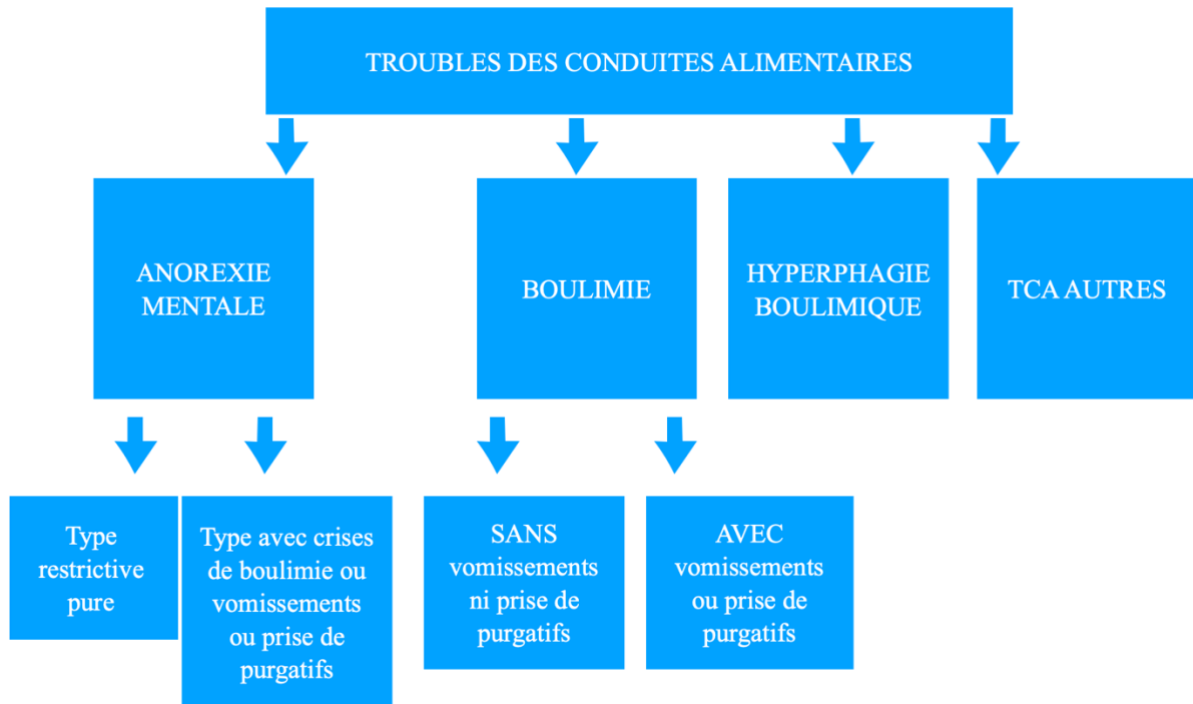 TROUBLES DES CONDUITES ALIMENTAIRES
ANOREXIE
MENTALE
BOULIMIE
HYPERPHAGIE
BOULIMIQUE
TCA AUTRES
Type
restrictive
pure
Type avec crises
de boulimie ou
vomissements
ou prise de
purgatifs
SANS
vomissements
ni prise de
purgatifs
AVEC
vomissements
ou prise de
purgatifs